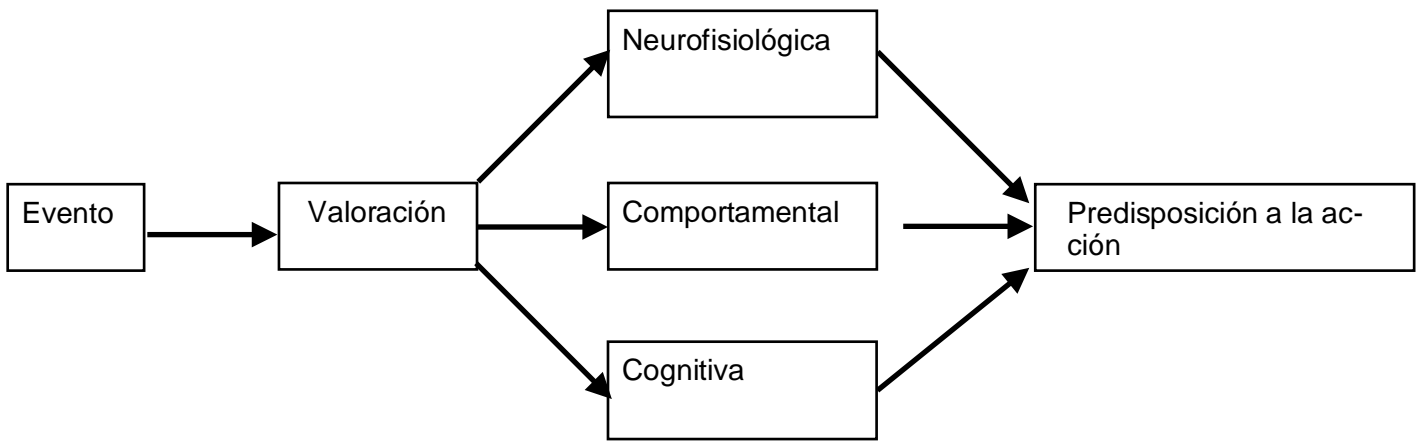 Neurofisiológica
Evento
Valoración
Comportamental
Predisposición a la ac-
ción
Cognitiva